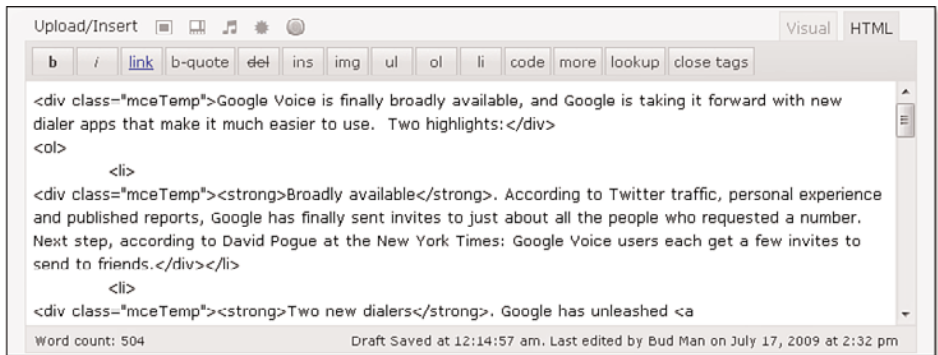 Upload/Insert Visual HTML
b i link b-quote del ins img ul ol li code more lookup close tags
<div class="mceTemp">Google Voice is finally broadly available, and Google is taking it forward with new
dialer apps that make it much easier to use.  Two highlights:</div>
<ol>
<li>
<div class="mceTemp"><strong>Broadly available</strong>. According to Twitter traffic, personal experience
and published reports, Google has finally sent invites to just about all the people who requested a number.
Next step, according to David Pogue at the New York Times: Google Voice users each get a few invites to
send to friends.</div></li>
<li>
<div class="mceTemp"><strong>Two new dialers</strong>. Google has unleashed <a
Word count: 504 Draft Saved at 12:14:57 am. Last edited by Bud Man on July 17, 2009 at 2:32 pm